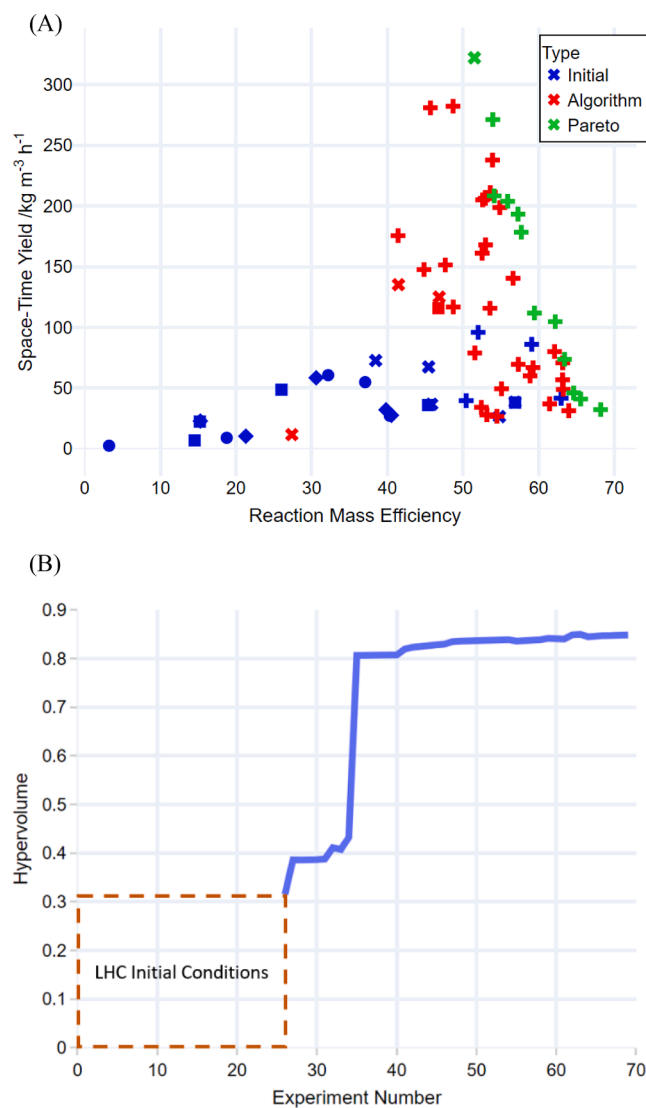 (A)
Space-Time Yield /kg m⁻³ h⁻¹
300
250
200
150
100
50
0
0 10 20 30 40 50 60 70
Reaction Mass Efficiency
Type
Initial
Algorithm
Pareto
(B)
Hypervolume
0.9
0.8
0.7
0.6
0.5
0.4
0.3
0.2
0.1
0
LHC Initial Conditions
0 10 20 30 40 50 60 70
Experiment Number